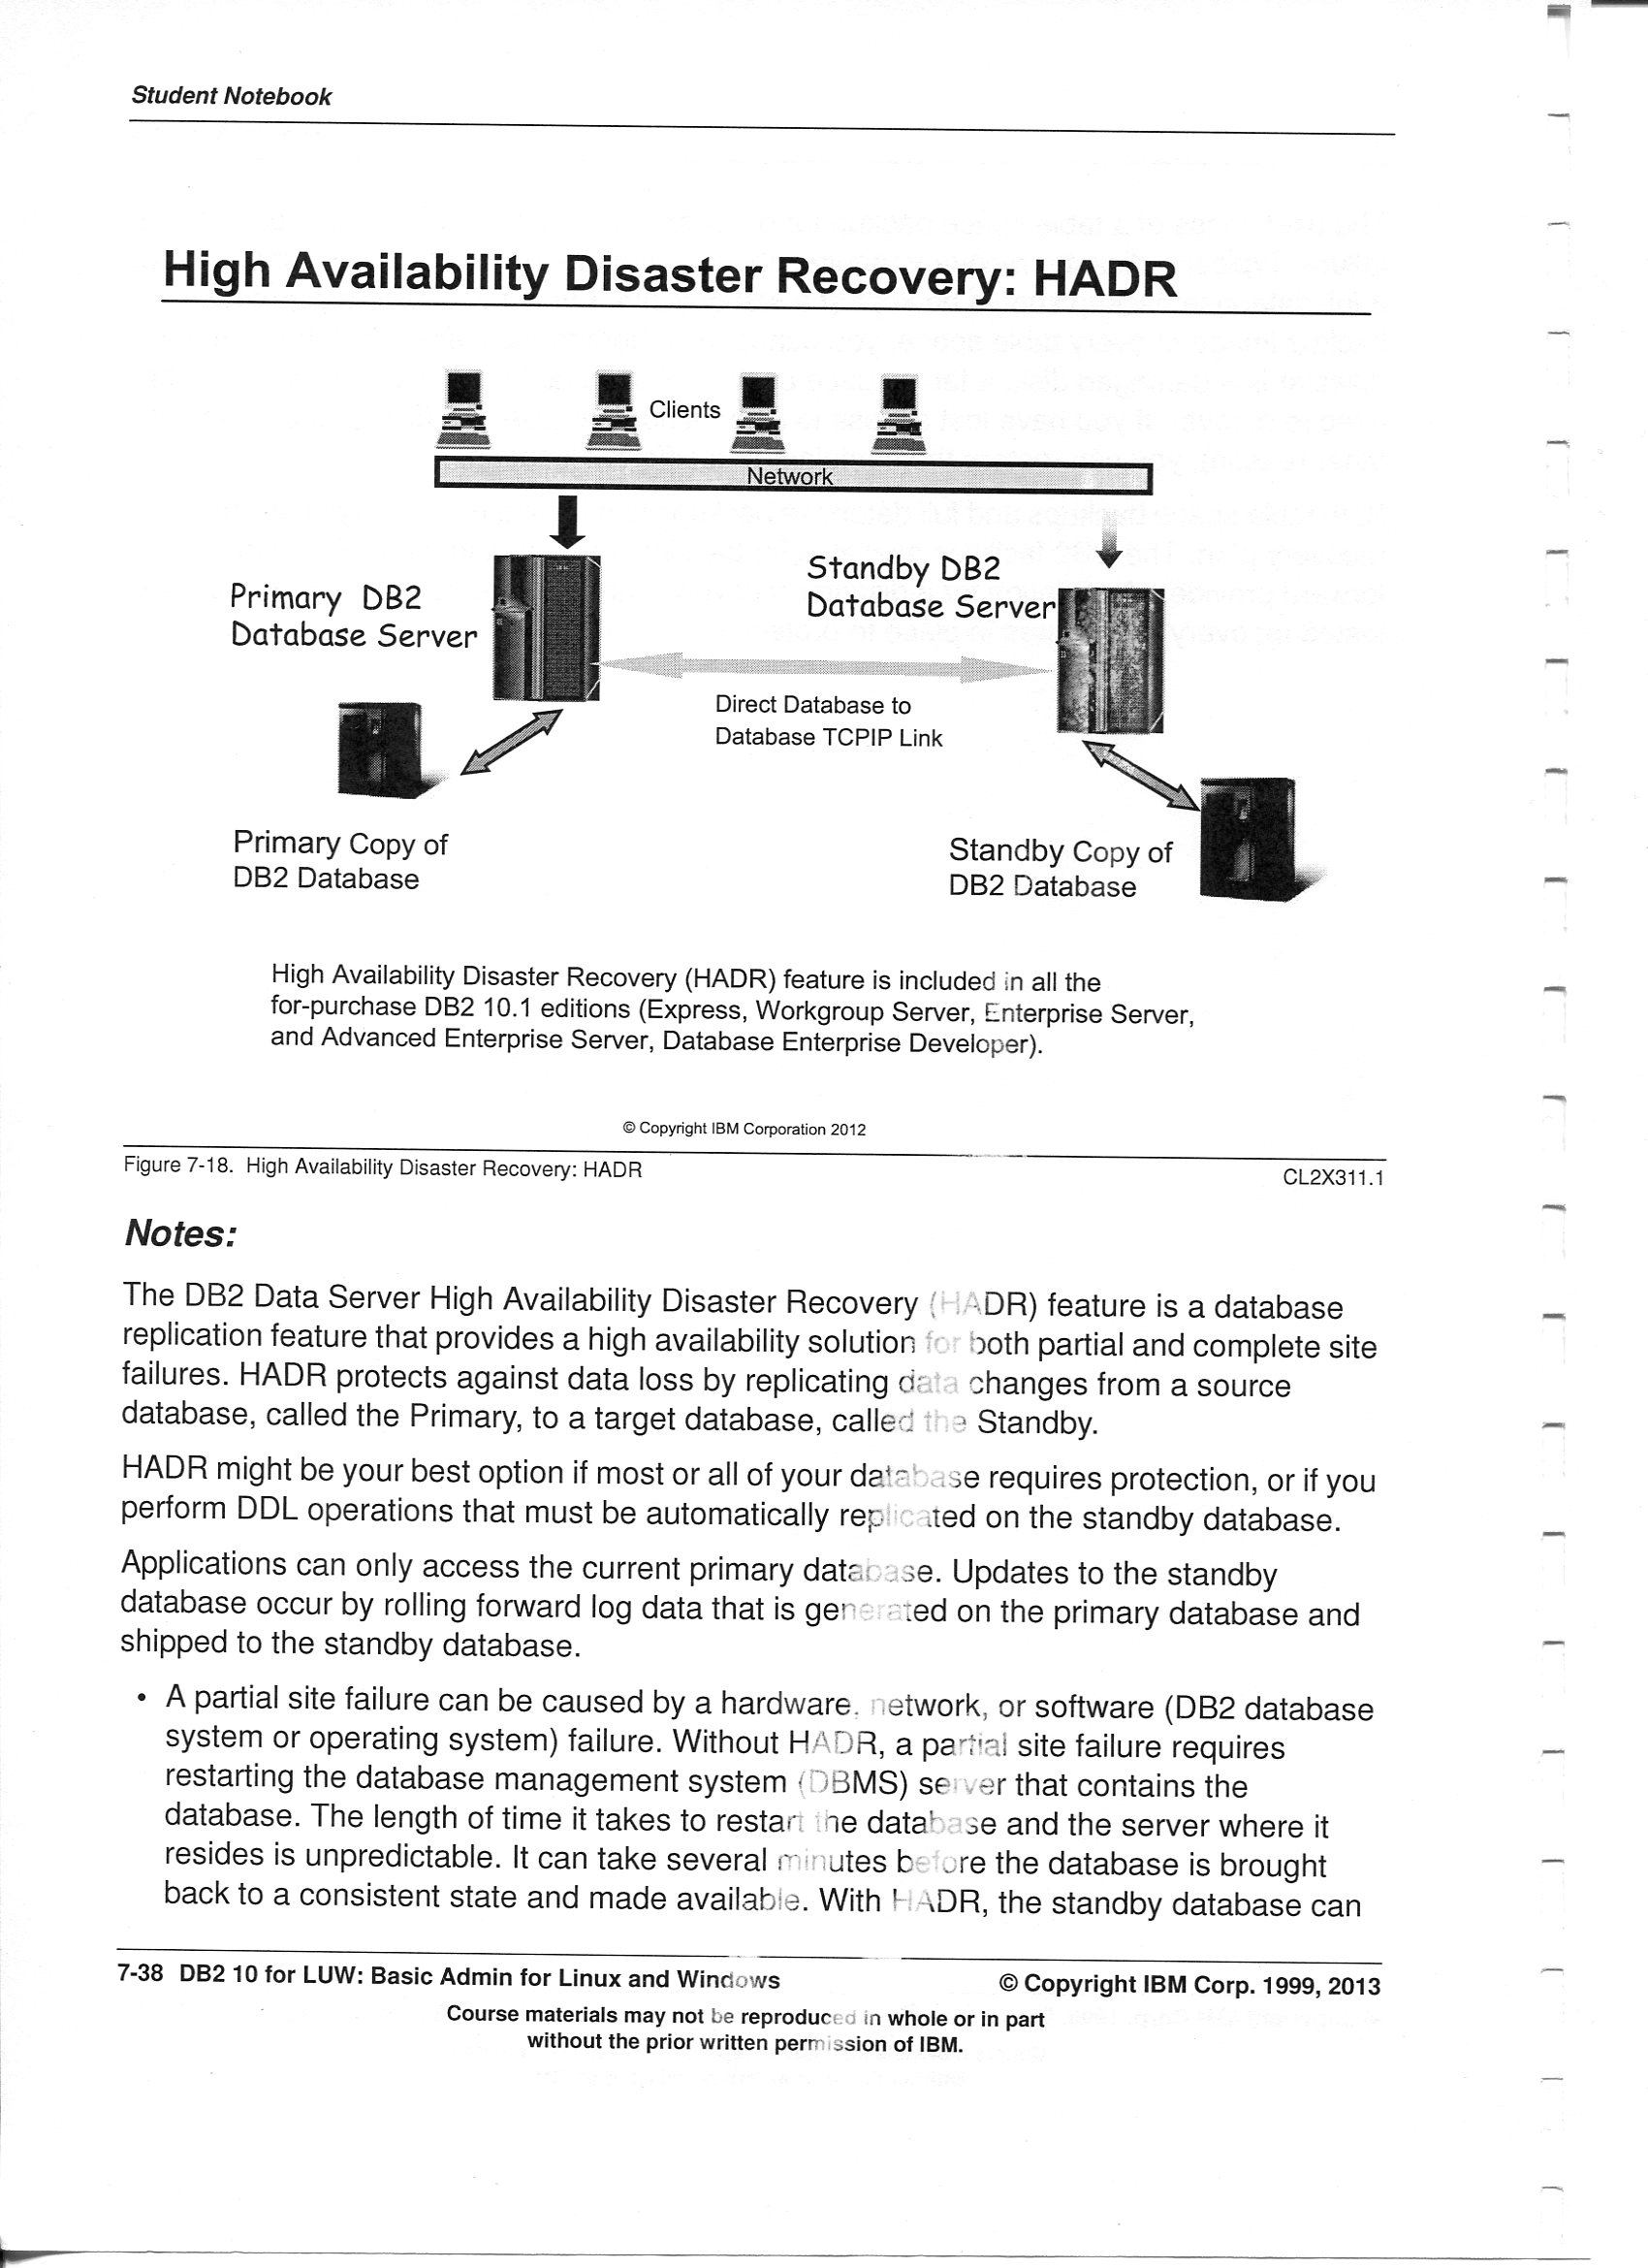 Student Notebook
High Availability Disaster Recovery: HADR
Clients
Network
Primary DB2
Database Server
Standby DB2
Database Server
Direct Database to
Database TCPIP Link
Primary Copy of
DB2 Database
Standby Copy of
DB2 Database
High Availability Disaster Recovery (HADR) feature is included in all the
for-purchase DB2 10.1 editions (Express, Workgroup Server, Enterprise Server,
and Advanced Enterprise Server, Database Enterprise Developer).
© Copyright IBM Corporation 2012
Figure 7-18. High Availability Disaster Recovery: HADR
CL2X311.1
Notes:
The DB2 Data Server High Availability Disaster Recovery (HADR) feature is a database
replication feature that provides a high availability solution for both partial and complete site
failures. HADR protects against data loss by replicating data changes from a source
database, called the Primary, to a target database, called the Standby.
HADR might be your best option if most or all of your database requires protection, or if you
perform DDL operations that must be automatically replicated on the standby database.
Applications can only access the current primary database. Updates to the standby
database occur by rolling forward log data that is generated on the primary database and
shipped to the standby database.
• A partial site failure can be caused by a hardware, network, or software (DB2 database
system or operating system) failure. Without HADR, a partial site failure requires
restarting the database management system (DBMS) server that contains the
database. The length of time it takes to restart the database and the server where it
resides is unpredictable. It can take several minutes before the database is brought
back to a consistent state and made available. With HADR, the standby database can
7-38 DB2 10 for LUW: Basic Admin for Linux and Windows
© Copyright IBM Corp. 1999, 2013
Course materials may not be reproduced in whole or in part
without the prior written permission of IBM.